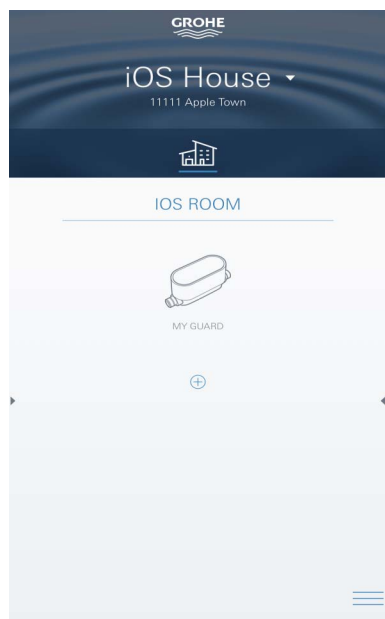 GROHE
iOS House
11111 Apple Town
IOS ROOM
MY GUARD